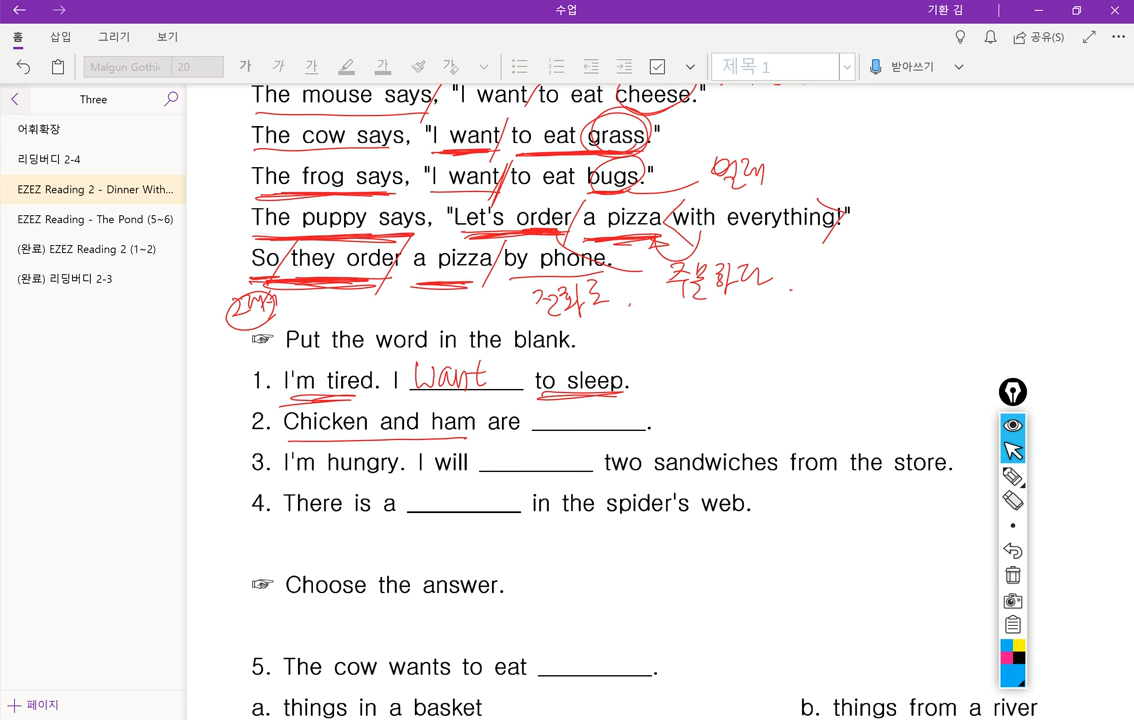 수업
기환 김
홈 삽입 그리기 보기
공유(S)
Malgun Gothic 20
가 가 가 가
제목 1
받아쓰기
Three
어휘확장
리딩버디 2-4
EZEZ Reading 2 - Dinner With...
EZEZ Reading - The Pond (5~6)
(완료) EZEZ Reading 2 (1~2)
(완료) 리딩버디 2-3
페이지
The mouse says, "I want to eat cheese."
The cow says, "I want to eat grass."
The frog says, "I want to eat bugs."
벌레
The puppy says, "Let's order a pizza with everything!"
So they order a pizza by phone.
주문하다.
전화로.
☞ Put the word in the blank.
1. I'm tired. I want to sleep.
2. Chicken and ham are __________.
3. I'm hungry. I will __________ two sandwiches from the store.
4. There is a __________ in the spider's web.
☞ Choose the answer.
5. The cow wants to eat __________.
a. things in a basket b. things from a river